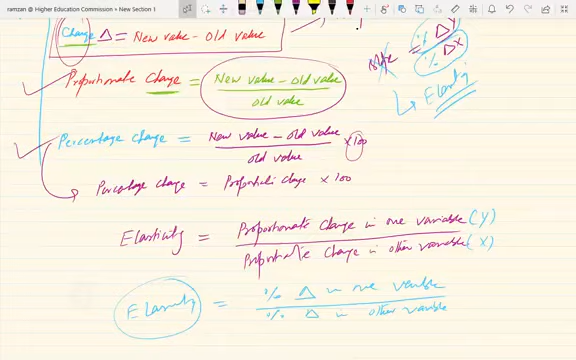 ramzan @ Higher Education Commission » New Section 1
Change Δ = New value - old value
= % ΔY
% ΔX
Elasticity
Proportionate Change = New value - old value
old value
Percentage Change = New value - old value × 100
old value
Percentage Change = Proportionate Change × 100
Elasticity = Proportionate Change in one variable (Y)
Proportionate Change in other variable (X)
Elasticity = % Δ in one variable
% Δ in other variable